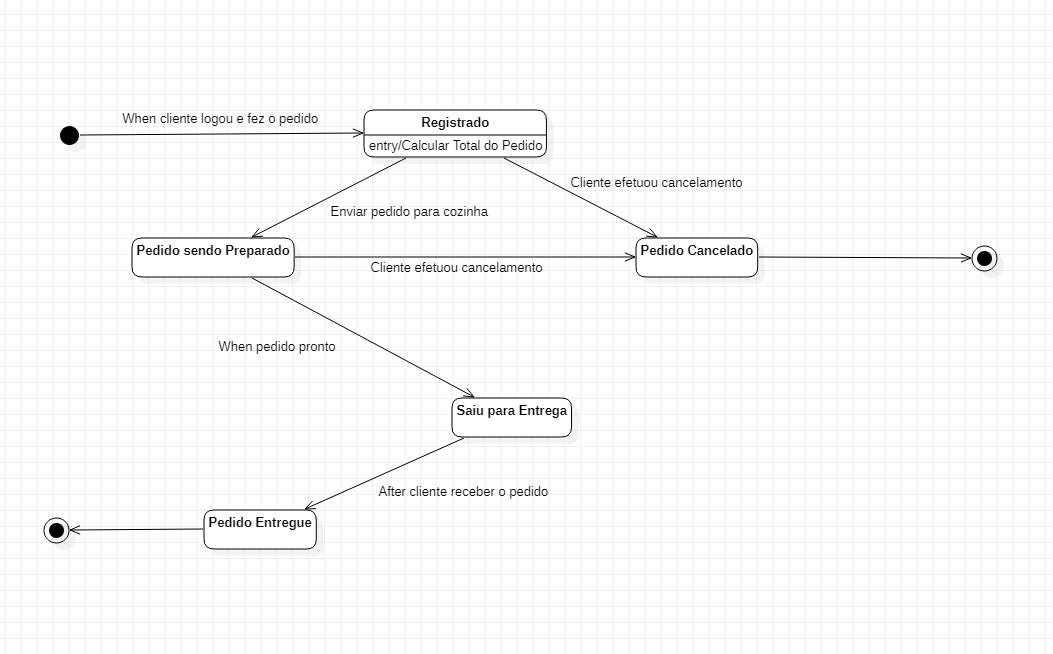 When cliente logou e fez o pedido
Registrado
entry/Calcular Total do Pedido
Cliente efetuou cancelamento
Enviar pedido para cozinha
Pedido sendo Preparado
Pedido Cancelado
Cliente efetuou cancelamento
When pedido pronto
Saiu para Entrega
After cliente receber o pedido
Pedido Entregue